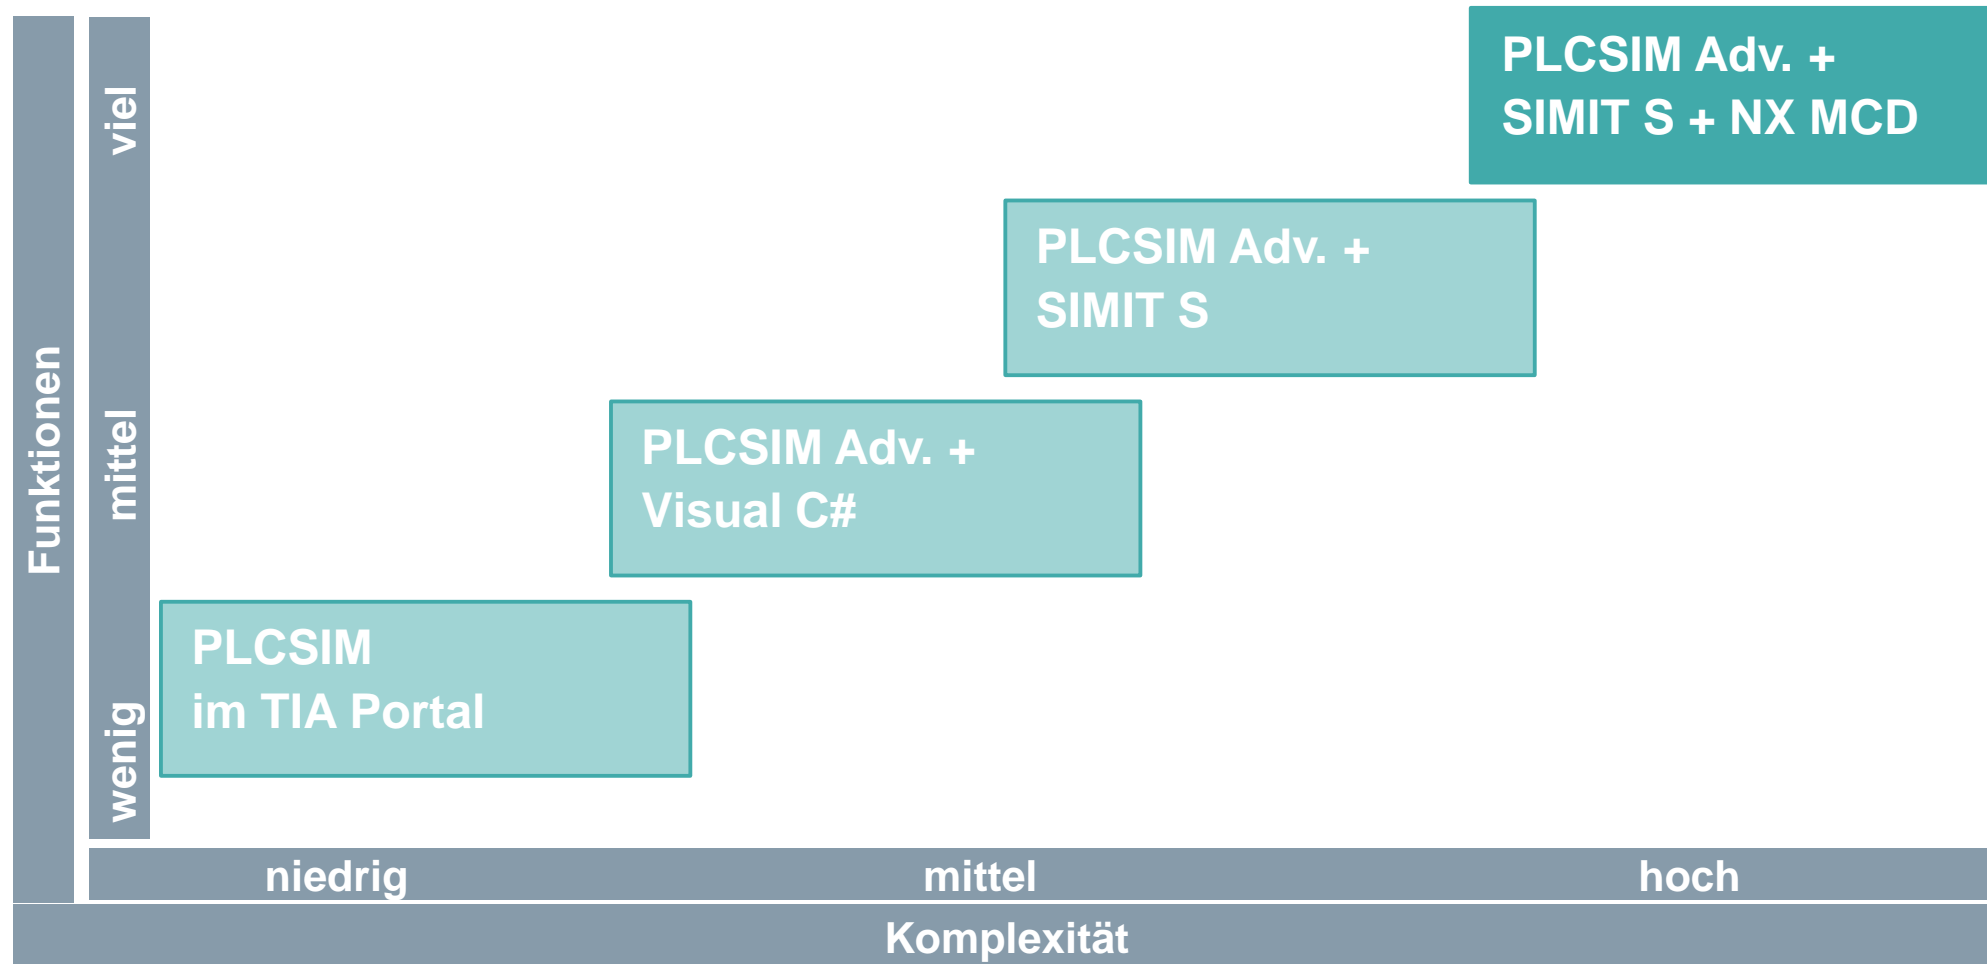 Funktionen
viel
mittel
wenig
PLCSIM Adv. +
SIMIT S + NX MCD
PLCSIM Adv. +
SIMIT S
PLCSIM Adv. +
Visual C#
PLCSIM
im TIA Portal
niedrig mittel hoch
Komplexität